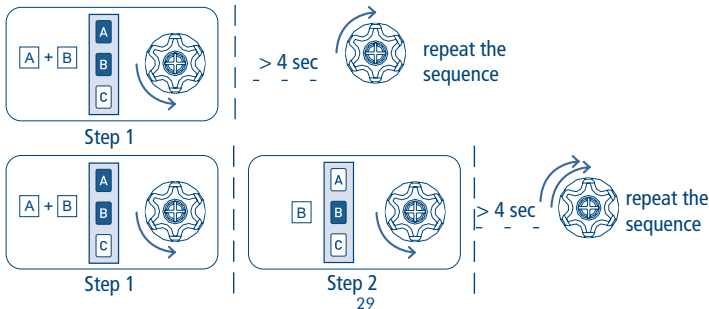 A + B
A
B
C
> 4 sec
repeat the
sequence
Step 1
A + B
A
B
C
B
A
B
C
> 4 sec
repeat the
sequence
Step 1
Step 2
29